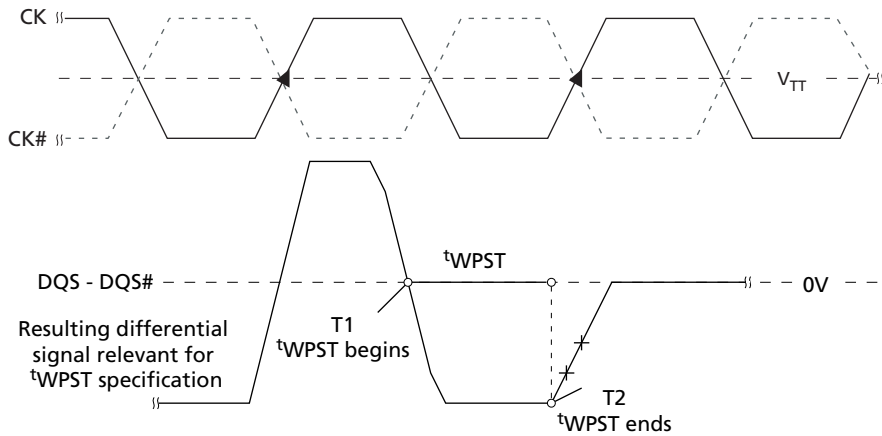 CK
V_TT
CK#
tWPST
DQS - DQS#
0V
T1
tWPST begins
Resulting differential
signal relevant for
tWPST specification
T2
tWPST ends